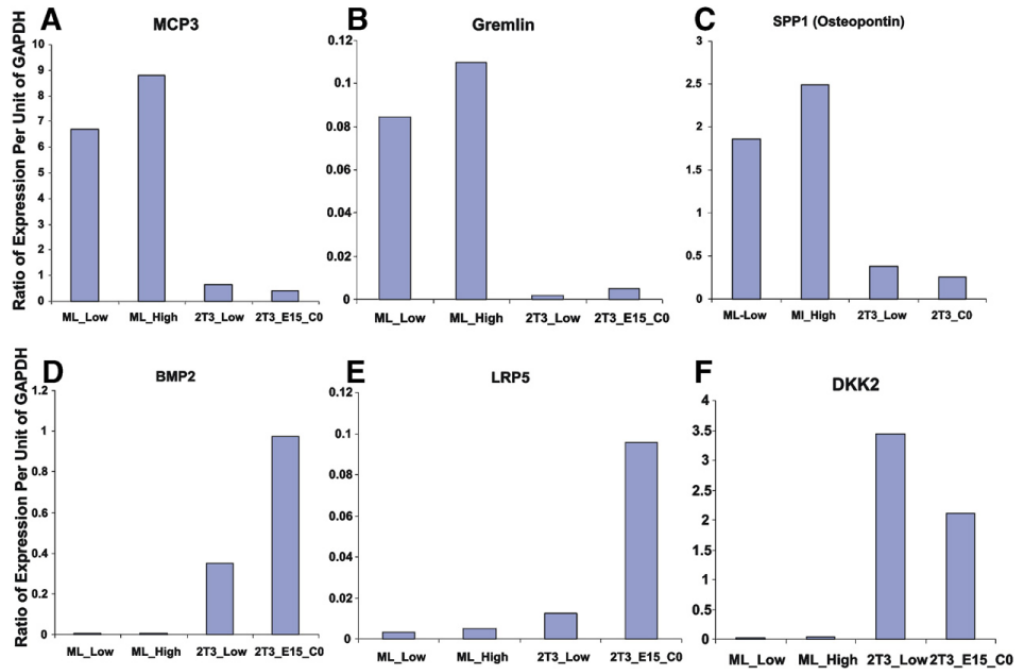 A
MCP3
Ratio of Expression Per Unit of GAPDH
10
9
8
7
6
5
4
3
2
1
0
ML_Low ML_High 2T3_Low 2T3_E15_C0
B
Gremlin
0.12
0.1
0.08
0.06
0.04
0.02
0
ML_Low ML_High 2T3_Low 2T3_E15_C0
C
SPP1 (Osteopontin)
3
2.5
2
1.5
1
0.5
0
ML-Low MI_High 2T3_Low 2T3_C0
D
BMP2
Ratio of Expression Per Unit of GAPDH
1.2
1
0.8
0.6
0.4
0.2
0
ML_Low ML_High 2T3_Low 2T3_E15_C0
E
LRP5
0.12
0.1
0.08
0.06
0.04
0.02
0
ML_Low ML_High 2T3_Low 2T3_E15_C0
F
DKK2
4
3.5
3
2.5
2
1.5
1
0.5
0
ML_Low ML_High 2T3_Low 2T3_E15_C0